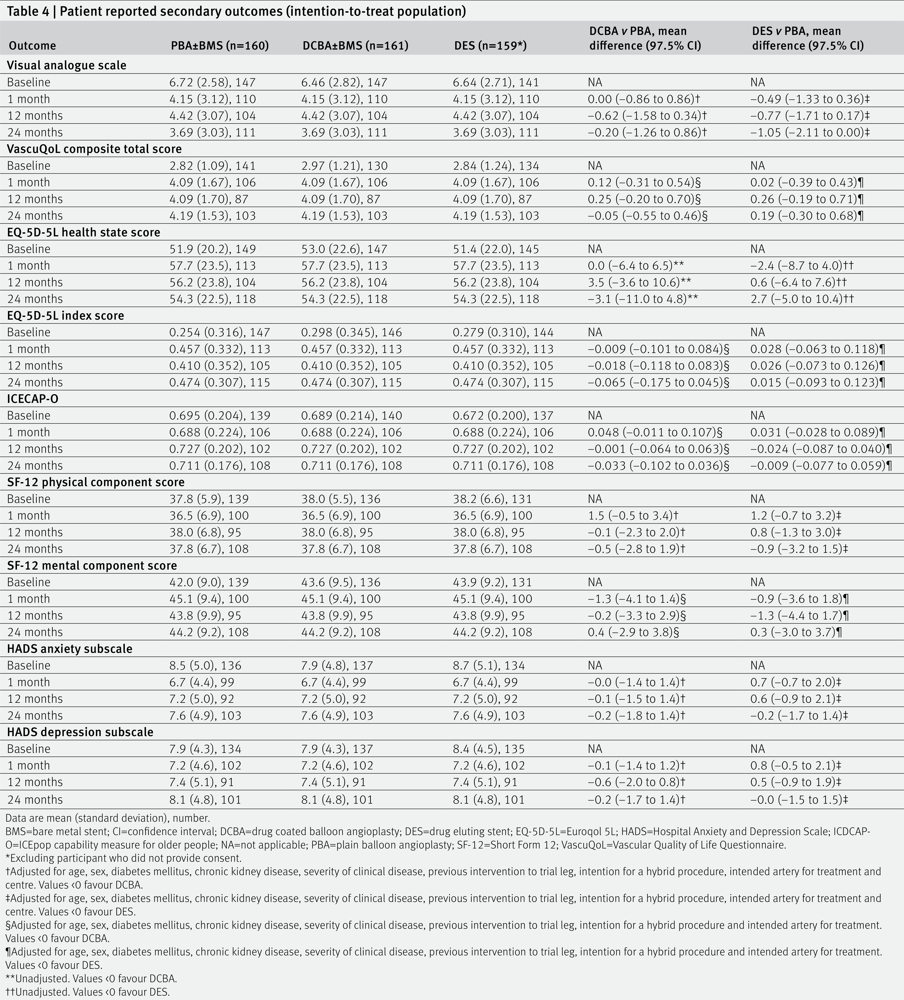 Table 4 | Patient reported secondary outcomes (intention-to-treat population)
Outcome PBA±BMS (n=160) DCBA±BMS (n=161) DES (n=159*) DCBA v PBA, mean difference (97.5% CI) DES v PBA, mean difference (97.5% CI)
Visual analogue scale
Baseline 6.72 (2.58), 147 6.46 (2.82), 147 6.64 (2.71), 141 NA NA
1 month 4.15 (3.12), 110 4.15 (3.12), 110 4.15 (3.12), 110 0.00 (−0.86 to 0.86)† −0.49 (−1.33 to 0.36)‡
12 months 4.42 (3.07), 104 4.42 (3.07), 104 4.42 (3.07), 104 −0.62 (−1.58 to 0.34)† −0.77 (−1.71 to 0.17)‡
24 months 3.69 (3.03), 111 3.69 (3.03), 111 3.69 (3.03), 111 −0.20 (−1.26 to 0.86)† −1.05 (−2.11 to 0.00)‡
VascuQoL composite total score
Baseline 2.82 (1.09), 141 2.97 (1.21), 130 2.84 (1.24), 134 NA NA
1 month 4.09 (1.67), 106 4.09 (1.67), 106 4.09 (1.67), 106 0.12 (−0.31 to 0.54)§ 0.02 (−0.39 to 0.43)¶
12 months 4.09 (1.70), 87 4.09 (1.70), 87 4.09 (1.70), 87 0.25 (−0.20 to 0.70)§ 0.26 (−0.19 to 0.71)¶
24 months 4.19 (1.53), 103 4.19 (1.53), 103 4.19 (1.53), 103 −0.05 (−0.55 to 0.46)§ 0.19 (−0.30 to 0.68)¶
EQ-5D-5L health state score
Baseline 51.9 (20.2), 149 53.0 (22.6), 147 51.4 (22.0), 145 NA NA
1 month 57.7 (23.5), 113 57.7 (23.5), 113 57.7 (23.5), 113 0.0 (−6.4 to 6.5)** −2.4 (−8.7 to 4.0)††
12 months 56.2 (23.8), 104 56.2 (23.8), 104 56.2 (23.8), 104 3.5 (−3.6 to 10.6)** 0.6 (−6.4 to 7.6)††
24 months 54.3 (22.5), 118 54.3 (22.5), 118 54.3 (22.5), 118 −3.1 (−11.0 to 4.8)** 2.7 (−5.0 to 10.4)††
EQ-5D-5L index score
Baseline 0.254 (0.316), 147 0.298 (0.345), 146 0.279 (0.310), 144 NA NA
1 month 0.457 (0.332), 113 0.457 (0.332), 113 0.457 (0.332), 113 −0.009 (−0.101 to 0.084)§ 0.028 (−0.063 to 0.118)¶
12 months 0.410 (0.352), 105 0.410 (0.352), 105 0.410 (0.352), 105 −0.018 (−0.118 to 0.083)§ 0.026 (−0.073 to 0.126)¶
24 months 0.474 (0.307), 115 0.474 (0.307), 115 0.474 (0.307), 115 −0.065 (−0.175 to 0.045)§ 0.015 (−0.093 to 0.123)¶
ICECAP-O
Baseline 0.695 (0.204), 139 0.689 (0.214), 140 0.672 (0.200), 137 NA NA
1 month 0.688 (0.224), 106 0.688 (0.224), 106 0.688 (0.224), 106 0.048 (−0.011 to 0.107)§ 0.031 (−0.028 to 0.089)¶
12 months 0.727 (0.202), 102 0.727 (0.202), 102 0.727 (0.202), 102 −0.001 (−0.064 to 0.063)§ −0.024 (−0.087 to 0.040)¶
24 months 0.711 (0.176), 108 0.711 (0.176), 108 0.711 (0.176), 108 −0.033 (−0.102 to 0.036)§ −0.009 (−0.077 to 0.059)¶
SF-12 physical component score
Baseline 37.8 (5.9), 139 38.0 (5.5), 136 38.2 (6.6), 131 NA NA
1 month 36.5 (6.9), 100 36.5 (6.9), 100 36.5 (6.9), 100 1.5 (−0.5 to 3.4)† 1.2 (−0.7 to 3.2)‡
12 months 38.0 (6.8), 95 38.0 (6.8), 95 38.0 (6.8), 95 −0.1 (−2.3 to 2.0)† 0.8 (−1.3 to 3.0)‡
24 months 37.8 (6.7), 108 37.8 (6.7), 108 37.8 (6.7), 108 −0.5 (−2.8 to 1.9)† −0.9 (−3.2 to 1.5)‡
SF-12 mental component score
Baseline 42.0 (9.0), 139 43.6 (9.5), 136 43.9 (9.2), 131 NA NA
1 month 45.1 (9.4), 100 45.1 (9.4), 100 45.1 (9.4), 100 −1.3 (−4.1 to 1.4)§ −0.9 (−3.6 to 1.8)¶
12 months 43.8 (9.9), 95 43.8 (9.9), 95 43.8 (9.9), 95 −0.2 (−3.3 to 2.9)§ −1.3 (−4.4 to 1.7)¶
24 months 44.2 (9.2), 108 44.2 (9.2), 108 44.2 (9.2), 108 0.4 (−2.9 to 3.8)§ 0.3 (−3.0 to 3.7)¶
HADS anxiety subscale
Baseline 8.5 (5.0), 136 7.9 (4.8), 137 8.7 (5.1), 134 NA NA
1 month 6.7 (4.4), 99 6.7 (4.4), 99 6.7 (4.4), 99 −0.0 (−1.4 to 1.4)† 0.7 (−0.7 to 2.0)‡
12 months 7.2 (5.0), 92 7.2 (5.0), 92 7.2 (5.0), 92 −0.1 (−1.5 to 1.4)† 0.6 (−0.9 to 2.1)‡
24 months 7.6 (4.9), 103 7.6 (4.9), 103 7.6 (4.9), 103 −0.2 (−1.8 to 1.4)† −0.2 (−1.7 to 1.4)‡
HADS depression subscale
Baseline 7.9 (4.3), 134 7.9 (4.3), 137 8.4 (4.5), 135 NA NA
1 month 7.2 (4.6), 102 7.2 (4.6), 102 7.2 (4.6), 102 −0.1 (−1.4 to 1.2)† 0.8 (−0.5 to 2.1)‡
12 months 7.4 (5.1), 91 7.4 (5.1), 91 7.4 (5.1), 91 −0.6 (−2.0 to 0.8)† 0.5 (−0.9 to 1.9)‡
24 months 8.1 (4.8), 101 8.1 (4.8), 101 8.1 (4.8), 101 −0.2 (−1.7 to 1.4)† −0.0 (−1.5 to 1.5)‡
Data are mean (standard deviation), number.
BMS=bare metal stent; CI=confidence interval; DCBA=drug coated balloon angioplasty; DES=drug eluting stent; EQ-5D-5L=Euroqol 5L; HADS=Hospital Anxiety and Depression Scale; ICDCAP-
O=ICEpop capability measure for older people; NA=not applicable; PBA=plain balloon angioplasty; SF-12=Short Form 12; VascuQoL=Vascular Quality of Life Questionnaire.
*Excluding participant who did not provide consent.
†Adjusted for age, sex, diabetes mellitus, chronic kidney disease, severity of clinical disease, previous intervention to trial leg, intention for a hybrid procedure, intended artery for treatment and
centre. Values <0 favour DCBA.
‡Adjusted for age, sex, diabetes mellitus, chronic kidney disease, severity of clinical disease, previous intervention to trial leg, intention for a hybrid procedure, intended artery for treatment and
centre. Values <0 favour DES.
§Adjusted for age, sex, diabetes mellitus, chronic kidney disease, severity of clinical disease, previous intervention to trial leg, intention for a hybrid procedure and intended artery for treatment.
Values <0 favour DCBA.
¶Adjusted for age, sex, diabetes mellitus, chronic kidney disease, severity of clinical disease, previous intervention to trial leg, intention for a hybrid procedure and intended artery for treatment.
Values <0 favour DES.
**Unadjusted. Values <0 favour DCBA.
††Unadjusted. Values <0 favour DES.